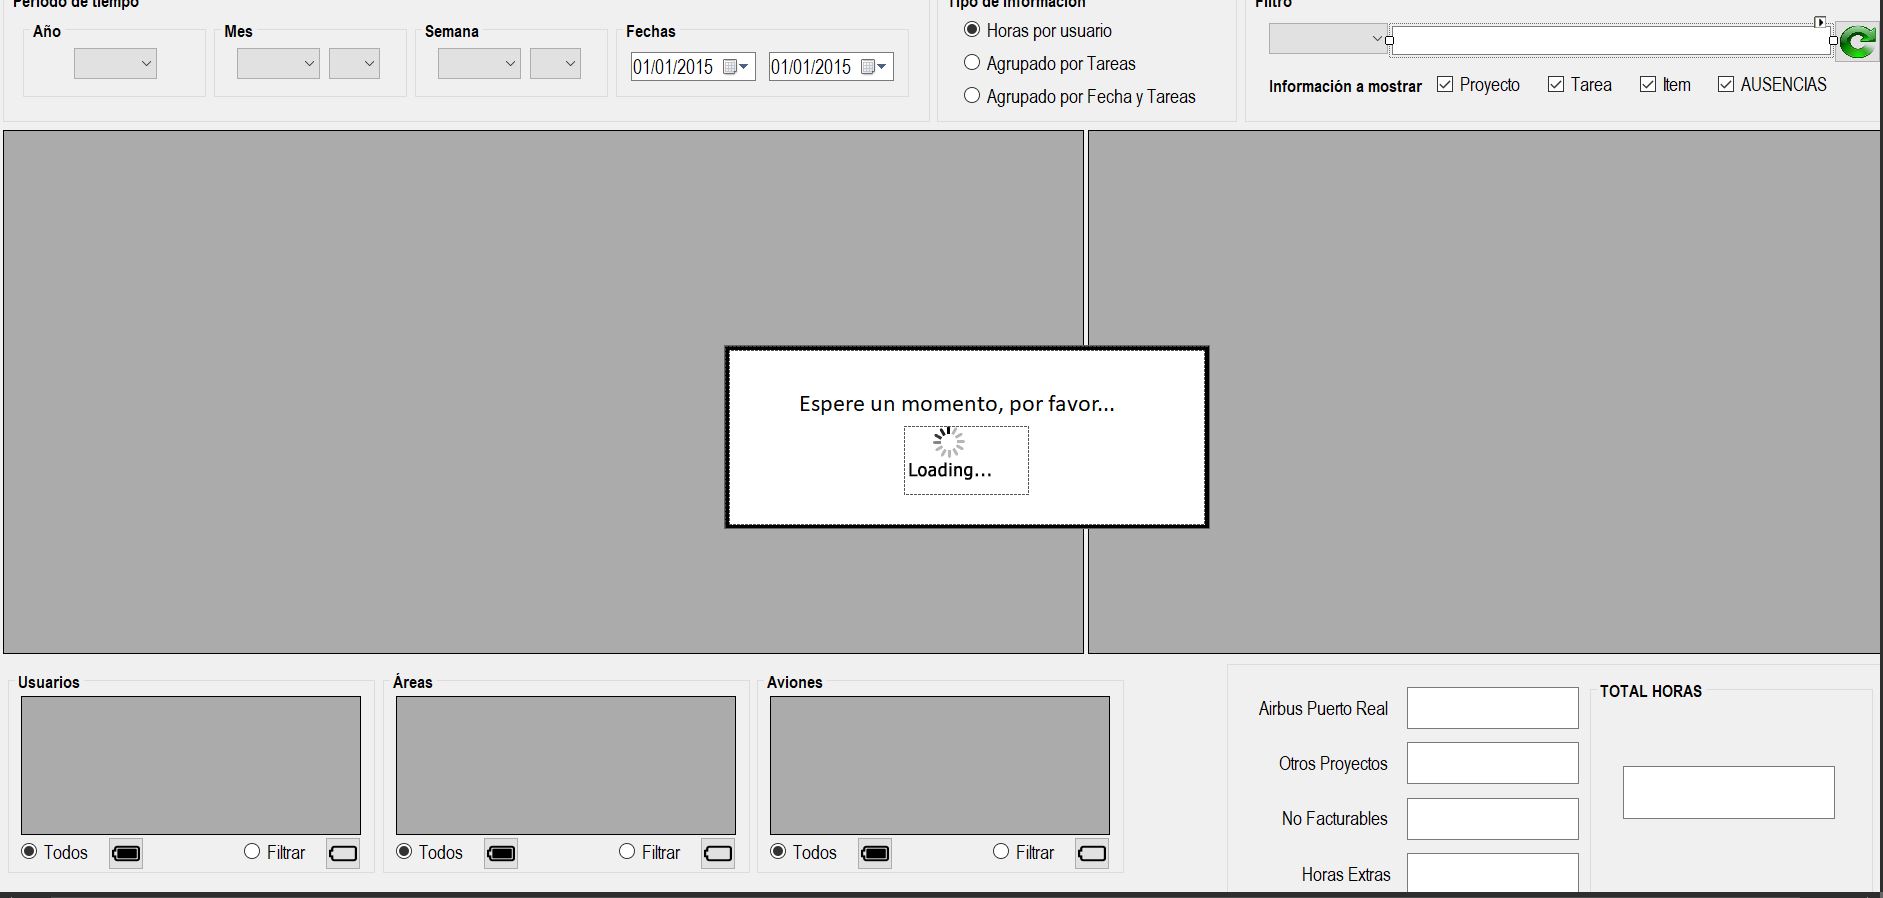 Periodo de tiempo
Tipo de información
Filtro
Año
Mes
Semana
Fechas
01/01/2015
01/01/2015
Horas por usuario
Agrupado por Tareas
Agrupado por Fecha y Tareas
Información a mostrar
Proyecto
Tarea
Item
AUSENCIAS
Espere un momento, por favor...
Loading...
Usuarios
Todos
Filtrar
Áreas
Todos
Filtrar
Aviones
Todos
Filtrar
Airbus Puerto Real
Otros Proyectos
No Facturables
Horas Extras
TOTAL HORAS